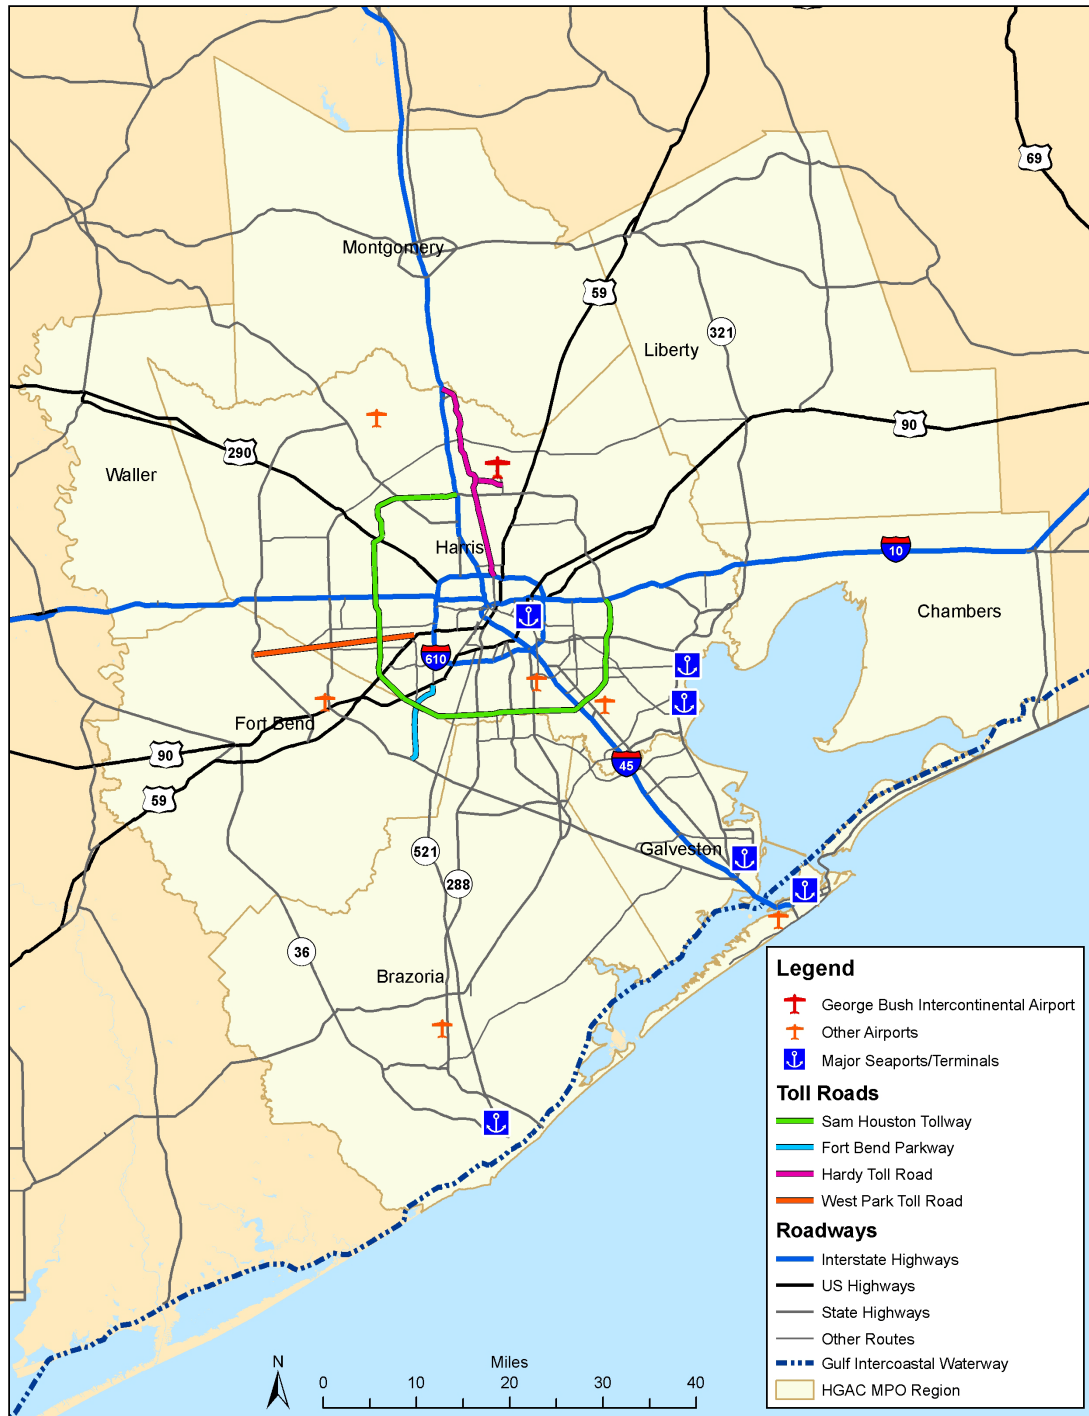 69
Montgomery
59
321
Liberty
90
290
Waller
Harris
10
Chambers
610
Fort Bend
90
45
59
Galveston
521
288
36
Brazoria
Legend
George Bush Intercontinental Airport
Other Airports
Major Seaports/Terminals
Toll Roads
Sam Houston Tollway
Fort Bend Parkway
Hardy Toll Road
West Park Toll Road
Roadways
Interstate Highways
US Highways
State Highways
Other Routes
Gulf Intercoastal Waterway
HGAC MPO Region
N
Miles
0 10 20 30 40